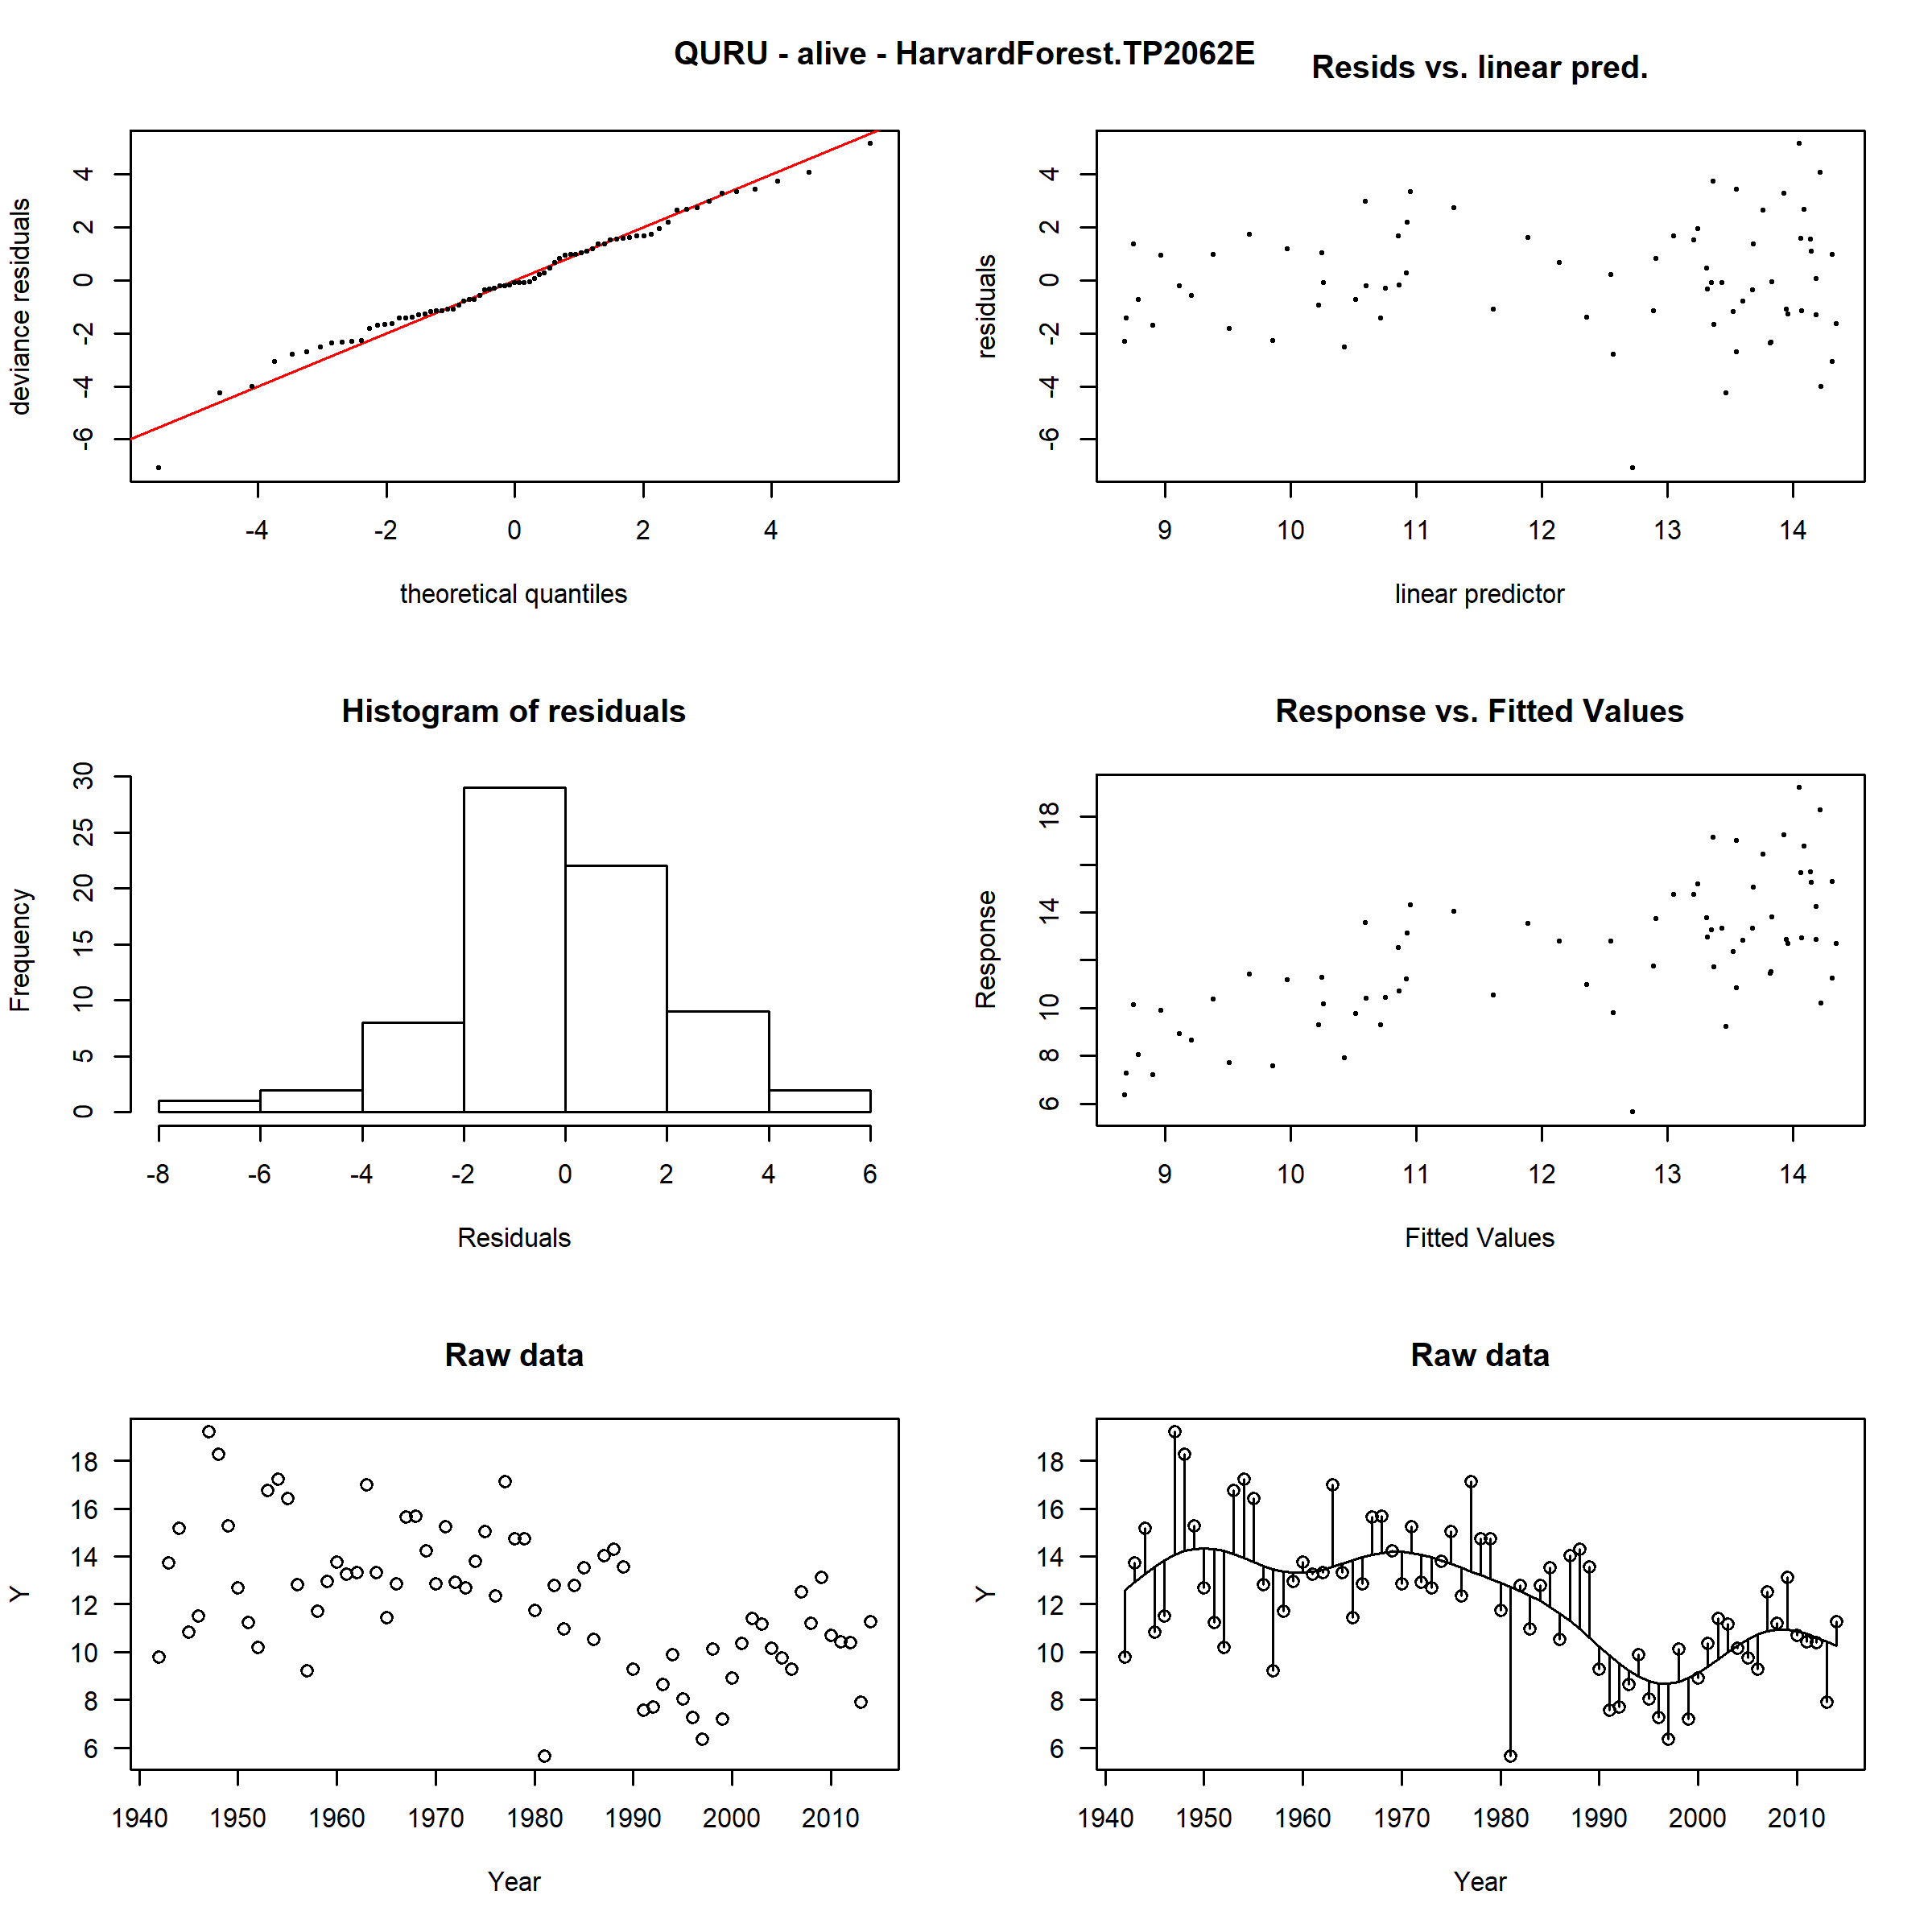 QURU - alive - HarvardForest.TP2062E
Resids vs. linear pred.
deviance residuals
4
2
0
-2
-4
-6
-4 -2 0 2 4
theoretical quantiles
residuals
4
2
0
-2
-4
-6
9 10 11 12 13 14
linear predictor
Histogram of residuals
Frequency
30
25
20
15
10
5
0
-8 -6 -4 -2 0 2 4 6
Residuals
Response vs. Fitted Values
Response
18
14
10
8
6
9 10 11 12 13 14
Fitted Values
Raw data
Y
18
16
14
12
10
8
6
1940 1950 1960 1970 1980 1990 2000 2010
Year
Raw data
Y
18
16
14
12
10
8
6
1940 1950 1960 1970 1980 1990 2000 2010
Year